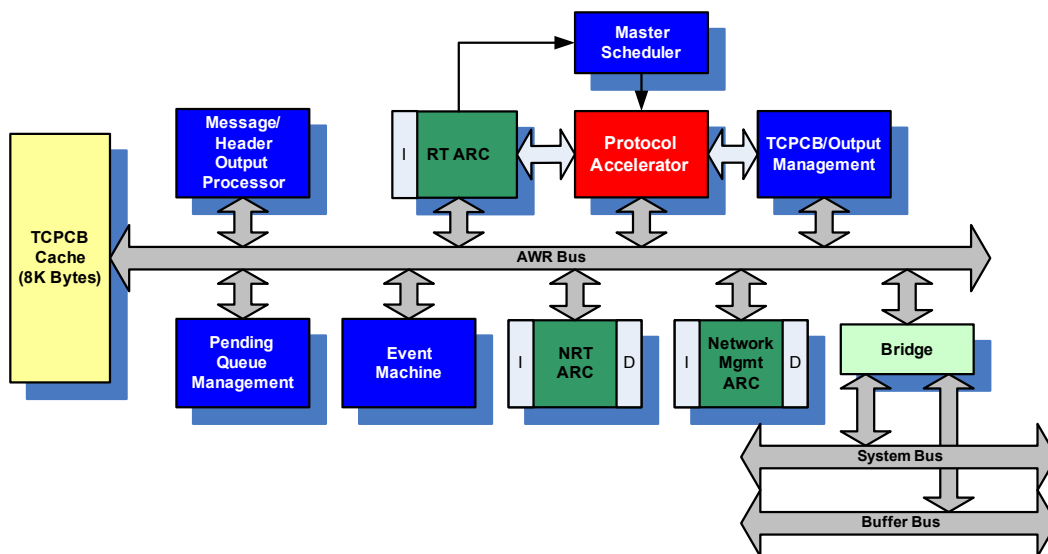 Master
Scheduler
Message/
Header
Output
Processor
I
RT ARC
Protocol
Accelerator
TCPCB/Output
Management
TCPCB
Cache
(8K Bytes)
AWR Bus
Pending
Queue
Management
Event
Machine
I
NRT
ARC
D
I
Network
Mgmt
ARC
D
Bridge
System Bus
Buffer Bus